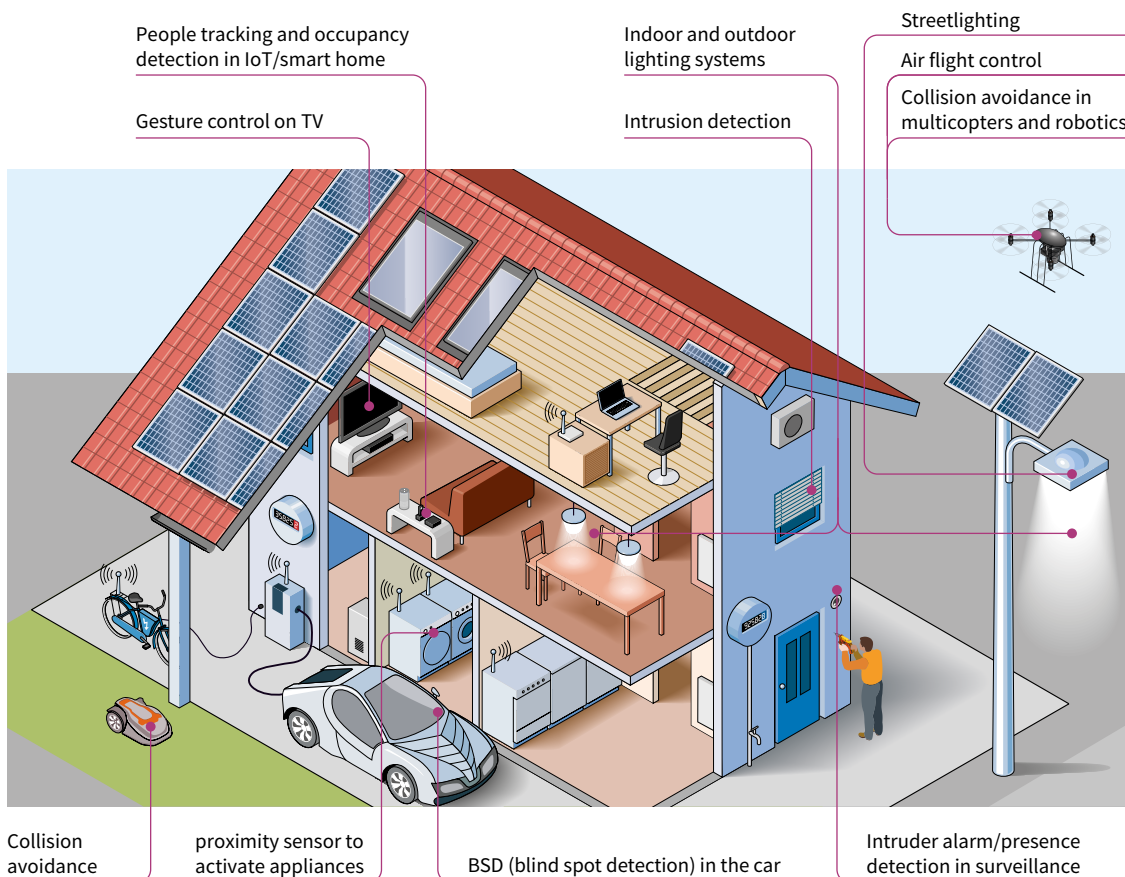 People tracking and occupancy
detection in IoT/smart home
Gesture control on TV
Indoor and outdoor
lighting systems
Intrusion detection
Streetlighting
Air flight control
Collision avoidance in
multicopters and robotics
Collision
avoidance
proximity sensor to
activate appliances
BSD (blind spot detection) in the car
Intruder alarm/presence
detection in surveillance